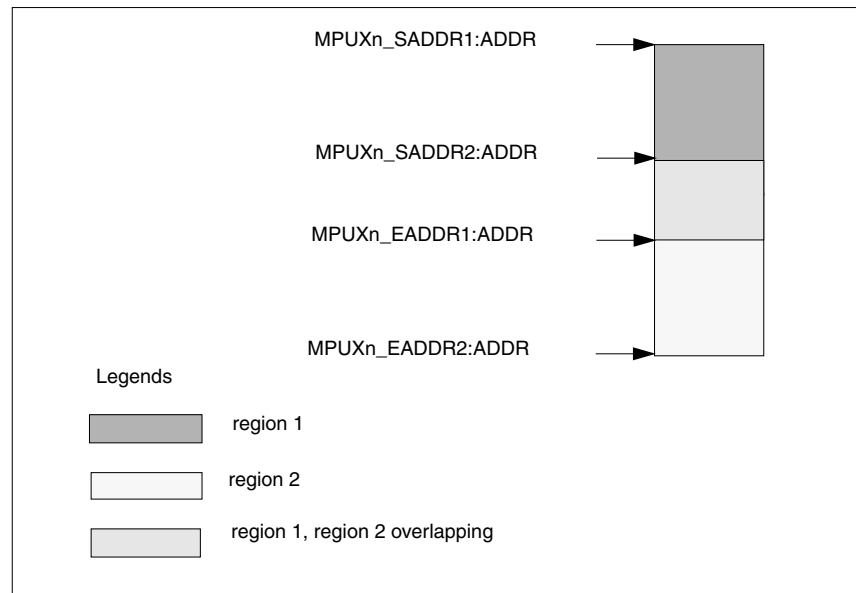 MPUXn_SADDR1:ADDR
MPUXn_SADDR2:ADDR
MPUXn_EADDR1:ADDR
MPUXn_EADDR2:ADDR
Legends
region 1
region 2
region 1, region 2 overlapping